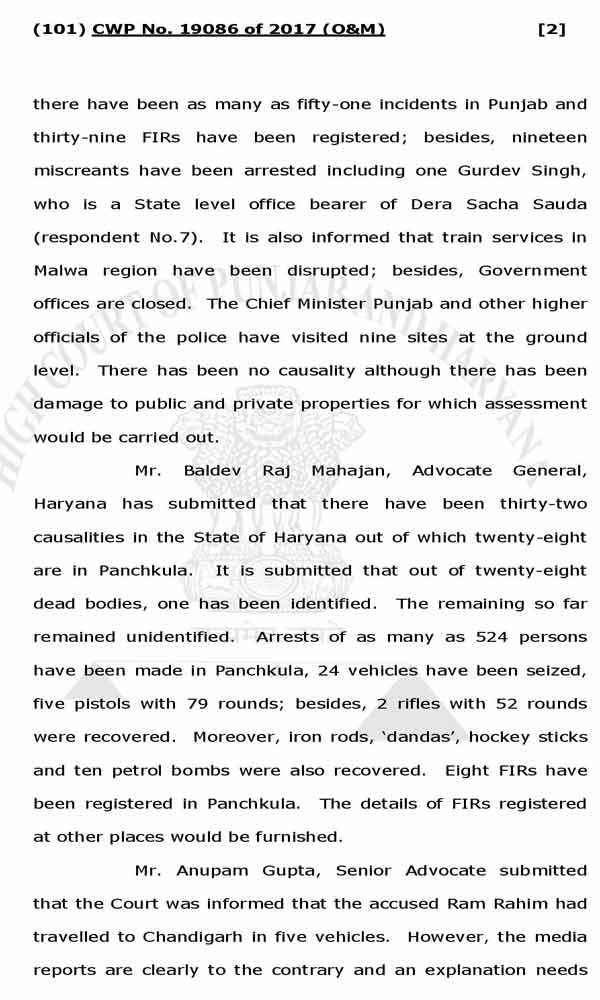 (101) CWP No. 19086 of 2017 (O&M) [2]
there have been as many as fifty-one incidents in Punjab and
thirty-nine FIRs have been registered; besides, nineteen
miscreants have been arrested including one Gurdev Singh,
who is a State level office bearer of Dera Sacha Sauda
(respondent No.7). It is also informed that train services in
Malwa region have been disrupted; besides, Government
offices are closed. The Chief Minister Punjab and other higher
officials of the police have visited nine sites at the ground
level. There has been no causality although there has been
damage to public and private properties for which assessment
would be carried out.
Mr. Baldev Raj Mahajan, Advocate General,
Haryana has submitted that there have been thirty-two
causalities in the State of Haryana out of which twenty-eight
are in Panchkula. It is submitted that out of twenty-eight
dead bodies, one has been identified. The remaining so far
remained unidentified. Arrests of as many as 524 persons
have been made in Panchkula, 24 vehicles have been seized,
five pistols with 79 rounds; besides, 2 rifles with 52 rounds
were recovered. Moreover, iron rods, ‘dandas’, hockey sticks
and ten petrol bombs were also recovered. Eight FIRs have
been registered in Panchkula. The details of FIRs registered
at other places would be furnished.
Mr. Anupam Gupta, Senior Advocate submitted
that the Court was informed that the accused Ram Rahim had
travelled to Chandigarh in five vehicles. However, the media
reports are clearly to the contrary and an explanation needs
HIGH COURT OF PUNJAB AND HARYANA